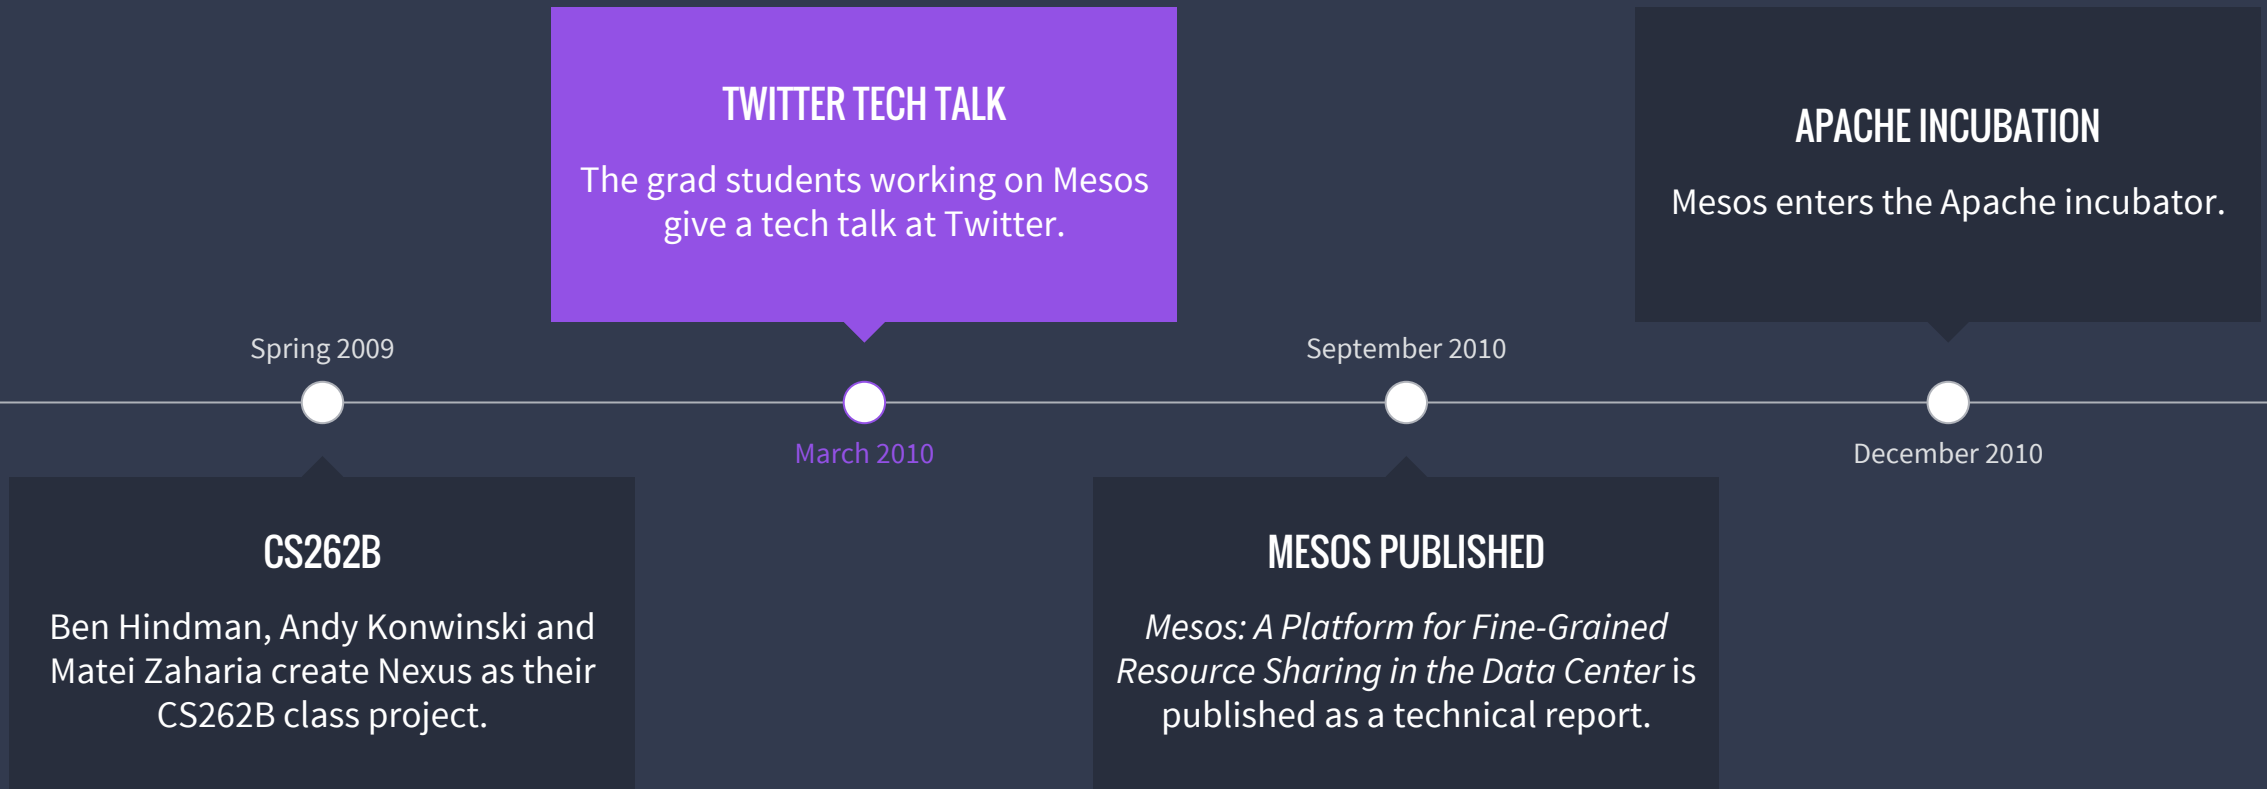 Spring 2009
CS262B
Ben Hindman, Andy Konwinski and
Matei Zaharia create Nexus as their
CS262B class project.
TWITTER TECH TALK
The grad students working on Mesos
give a tech talk at Twitter.
March 2010
September 2010
MESOS PUBLISHED
Mesos: A Platform for Fine-Grained
Resource Sharing in the Data Center is
published as a technical report.
APACHE INCUBATION
Mesos enters the Apache incubator.
December 2010